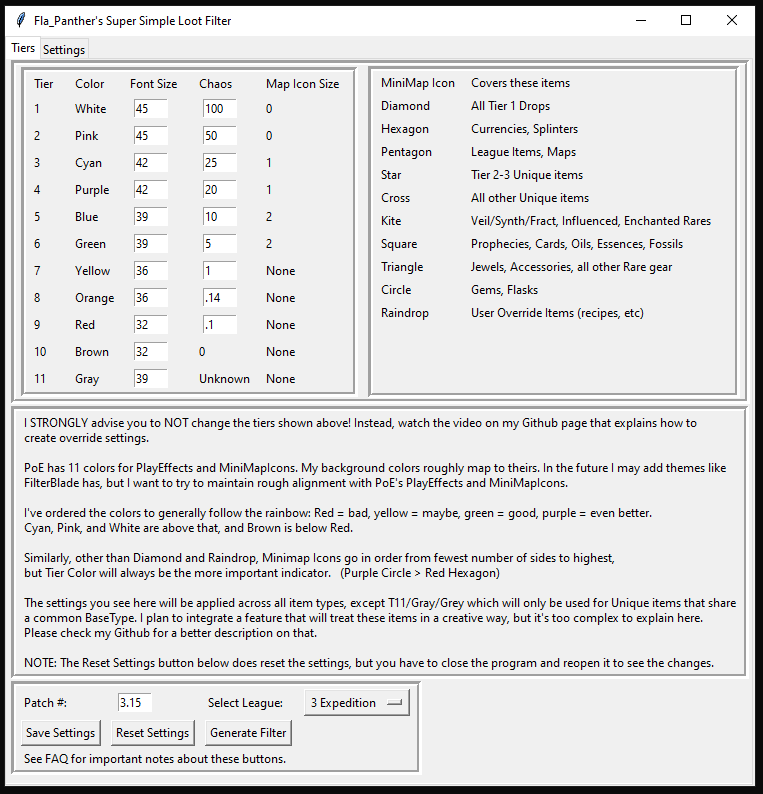 Fla_Panther's Super Simple Loot Filter
Tiers Settings
Tier Color Font Size Chaos Map Icon Size
1 White 45 100 0
2 Pink 45 50 0
3 Cyan 42 25 1
4 Purple 42 20 1
5 Blue 39 10 2
6 Green 39 5 2
7 Yellow 36 1 None
8 Orange 36 .14 None
9 Red 32 .1 None
10 Brown 32 0 None
11 Gray 39 Unknown None
MiniMap Icon Covers these items
Diamond All Tier 1 Drops
Hexagon Currencies, Splinters
Pentagon League Items, Maps
Star Tier 2-3 Unique items
Cross All other Unique items
Kite Veil/Synth/Fract, Influenced, Enchanted Rares
Square Prophecies, Cards, Oils, Essences, Fossils
Triangle Jewels, Accessories, all other Rare gear
Circle Gems, Flasks
Raindrop User Override Items (recipes, etc)
I STRONGLY advise you to NOT change the tiers shown above! Instead, watch the video on my Github page that explains how to
create override settings.
PoE has 11 colors for PlayEffects and MiniMapIcons. My background colors roughly map to theirs. In the future I may add themes like
FilterBlade has, but I want to try to maintain rough alignment with PoE's PlayEffects and MiniMapIcons.
I've ordered the colors to generally follow the rainbow: Red = bad, yellow = maybe, green = good, purple = even better.
Cyan, Pink, and White are above that, and Brown is below Red.
Similarly, other than Diamond and Raindrop, Minimap Icons go in order from fewest number of sides to highest,
but Tier Color will always be the more important indicator. (Purple Circle > Red Hexagon)
The settings you see here will be applied across all item types, except T11/Gray/Grey which will only be used for Unique items that share
a common BaseType. I plan to integrate a feature that will treat these items in a creative way, but it's too complex to explain here.
Please check my Github for a better description on that.
NOTE: The Reset Settings button below does reset the settings, but you have to close the program and reopen it to see the changes.
Patch #: 3.15 Select League: 3 Expedition
Save Settings Reset Settings Generate Filter
See FAQ for important notes about these buttons.